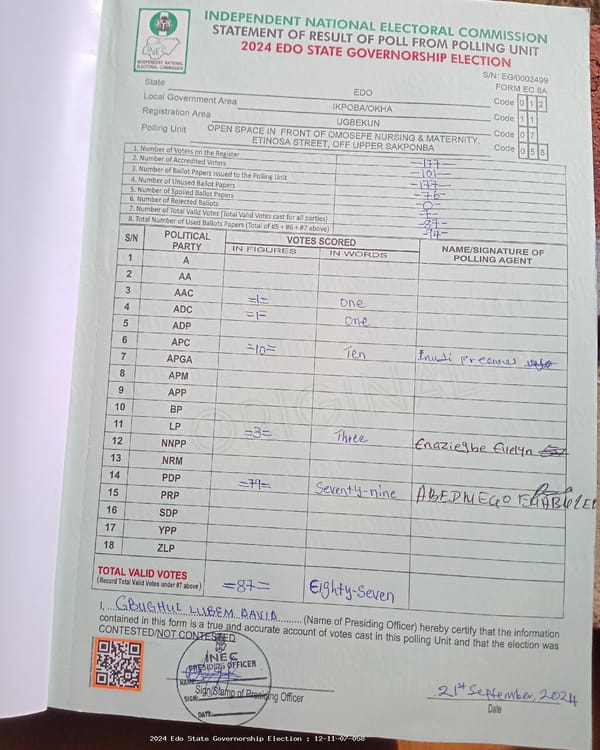 INEC
INDEPENDENT NATIONAL
ELECTORAL COMMISSION
INDEPENDENT NATIONAL ELECTORAL COMMISSION
STATEMENT OF RESULT OF POLL FROM POLLING UNIT
2024 EDO STATE GOVERNORSHIP ELECTION
S/N: EG/0002499
FORM EC 8A
State EDO Code 0 1 2
Local Government Area IKPOBA/OKHA Code 1 1
Registration Area UGBEKUN Code 0 7
Polling Unit OPEN SPACE IN FRONT OF OMOSEFE NURSING & MATERNITY, Code 0 5 8
ETINOSA STREET, OFF UPPER SAKPONBA
1. Number of Voters on the Register =177=
2. Number of Accredited Voters =101=
3. Number of Ballot Papers issued to the Polling Unit =177=
4. Number of Unused Ballot Papers =76=
5. Number of Spoiled Ballot Papers =0=
6. Number of Rejected Ballots =7=
7. Number of Total Valid Votes (Total Valid Votes cast for all parties) =87=
8. Total Number of Used Ballots Papers (Total of #5 + #6 + #7 above) =94=
S/N POLITICAL PARTY VOTES SCORED NAME/SIGNATURE OF POLLING AGENT
IN FIGURES IN WORDS
1 A
2 AA
3 AAC =1= One
4 ADC =1= One
5 ADP
6 APC =10= Ten
7 APGA
8 APM
9 APP
10 BP
11 LP =3= Three Enaziegbe Evelyn
12 NNPP
13 NRM
14 PDP =79= Seventy-nine ABEDNEGO
15 PRP
16 SDP
17 YPP
18 ZLP
ORIGINAL
TOTAL VALID VOTES =87= Eighty-Seven
(Record Total Valid Votes under #7 above)
I, GBUGHUL LUBEM DAVID (Name of Presiding Officer) hereby certify that the information
contained in this form is a true and accurate account of votes cast in this polling Unit and that the election was
CONTESTED/NOT CONTESTED
INEC
PRESIDING OFFICER
NAME:
SIGN:
DATE:
Sign/Stamp of Presiding Officer
21st September, 2024
Date
2024 Edo State Governorship Election : 12-11-07-058